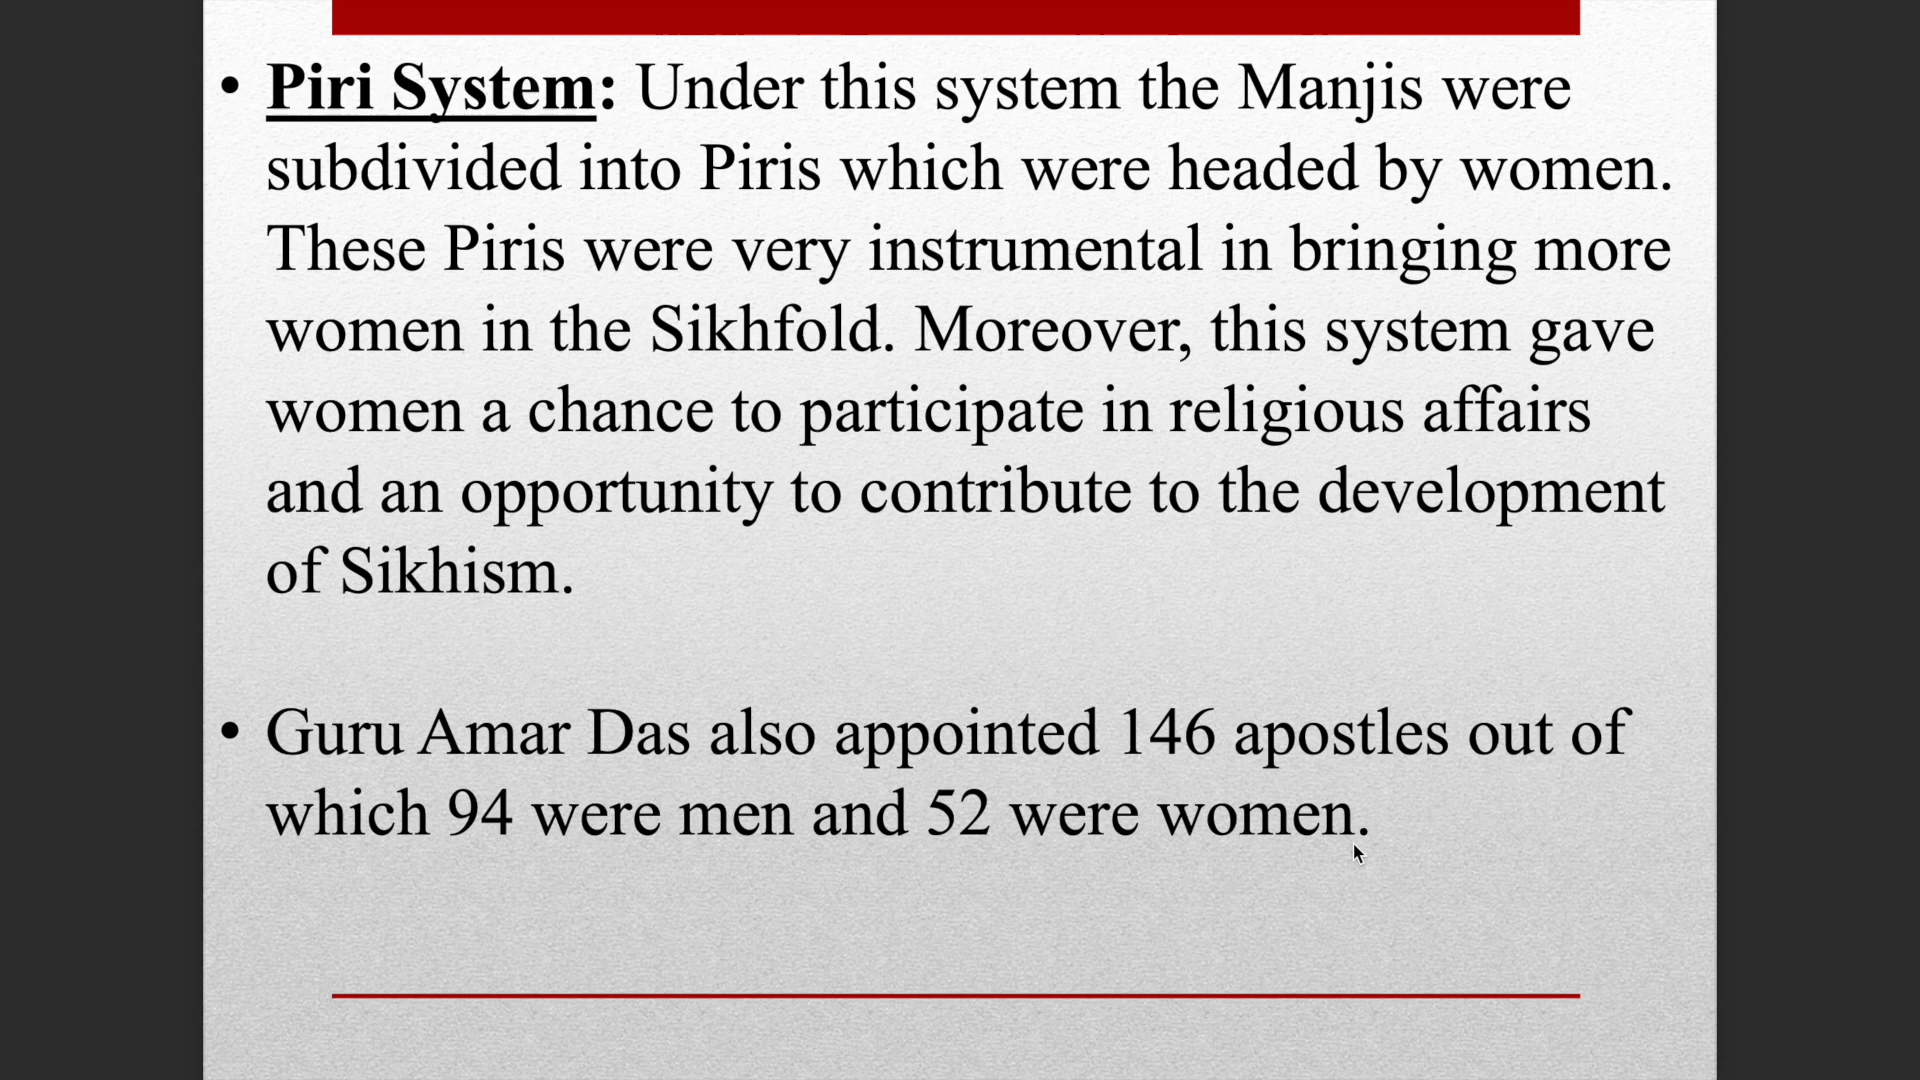 • Piri System: Under this system the Manjis were
subdivided into Piris which were headed by women.
These Piris were very instrumental in bringing more
women in the Sikhfold. Moreover, this system gave
women a chance to participate in religious affairs
and an opportunity to contribute to the development
of Sikhism.
• Guru Amar Das also appointed 146 apostles out of
which 94 were men and 52 were women.